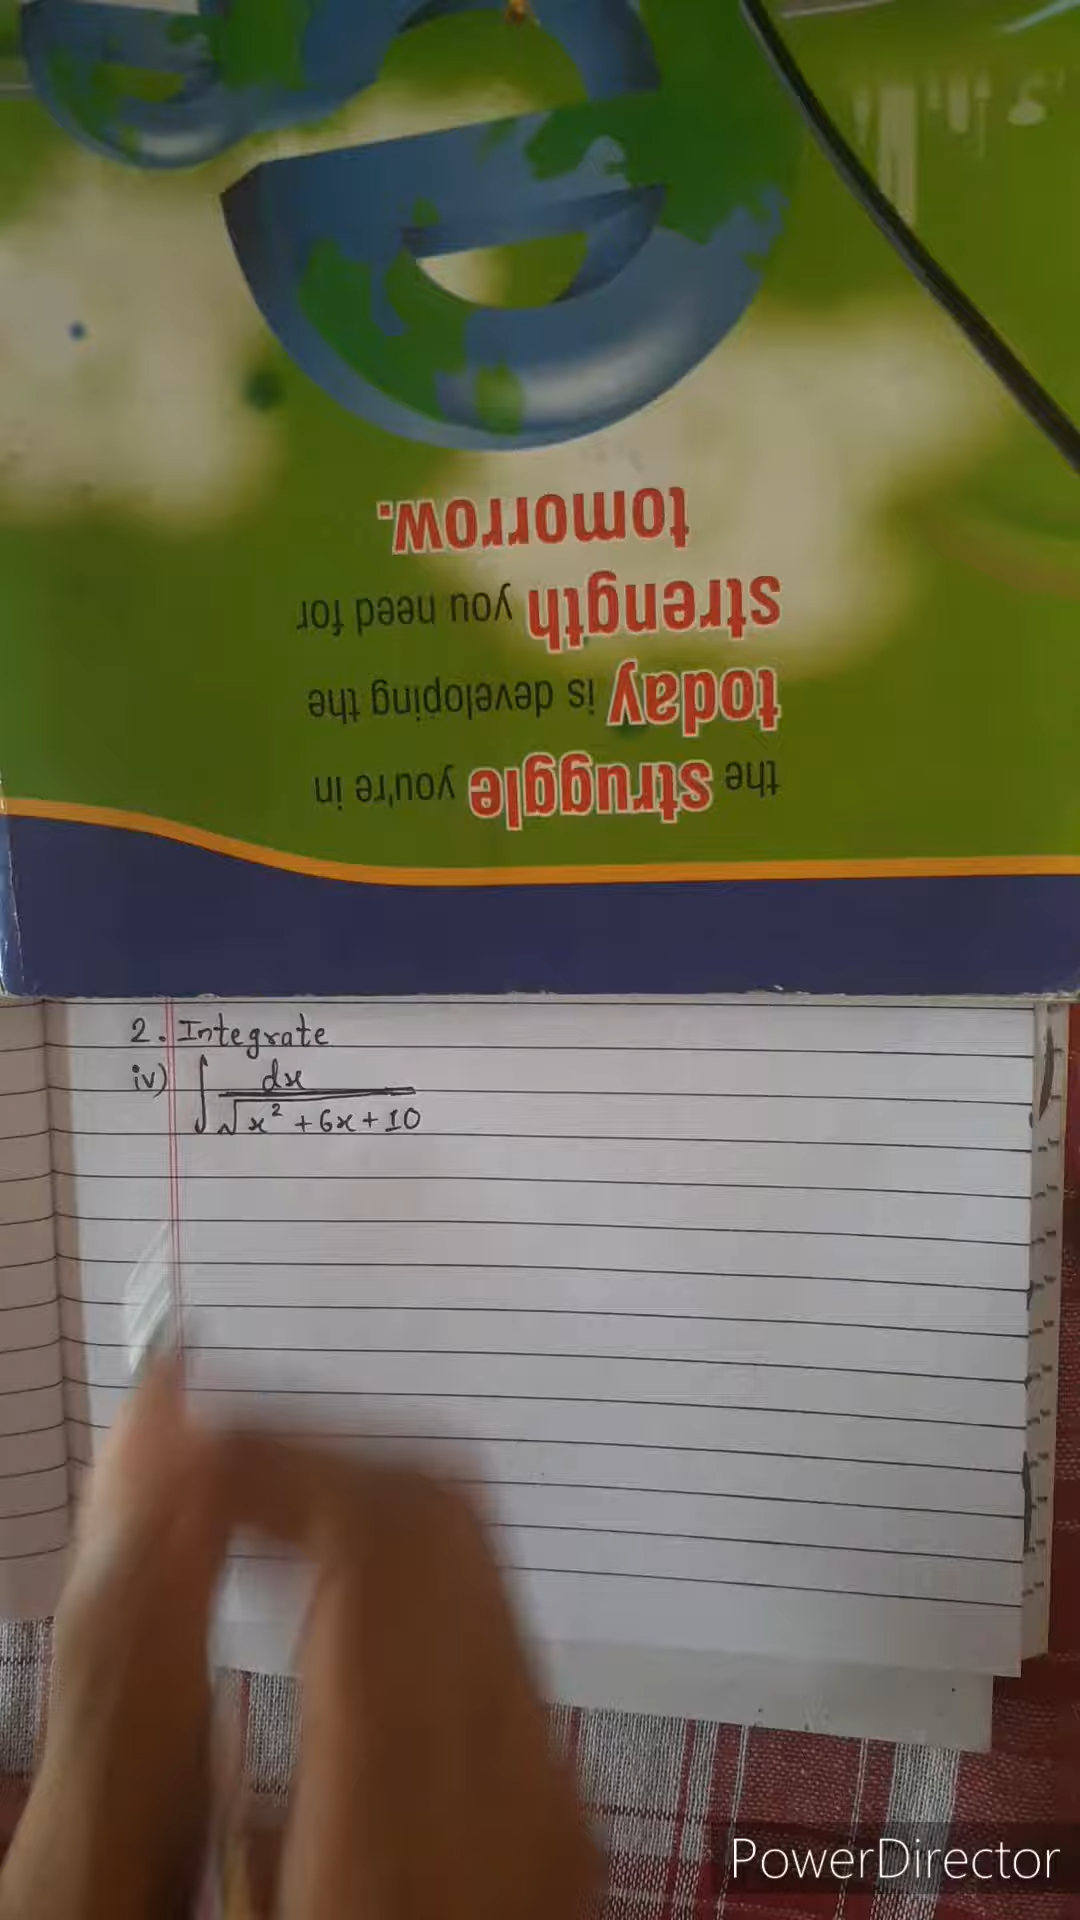 the struggle you're in
today is developing the
strength you need for
tomorrow.
2. Integrate
iv) ∫ dx / √x² + 6x + 10
PowerDirector